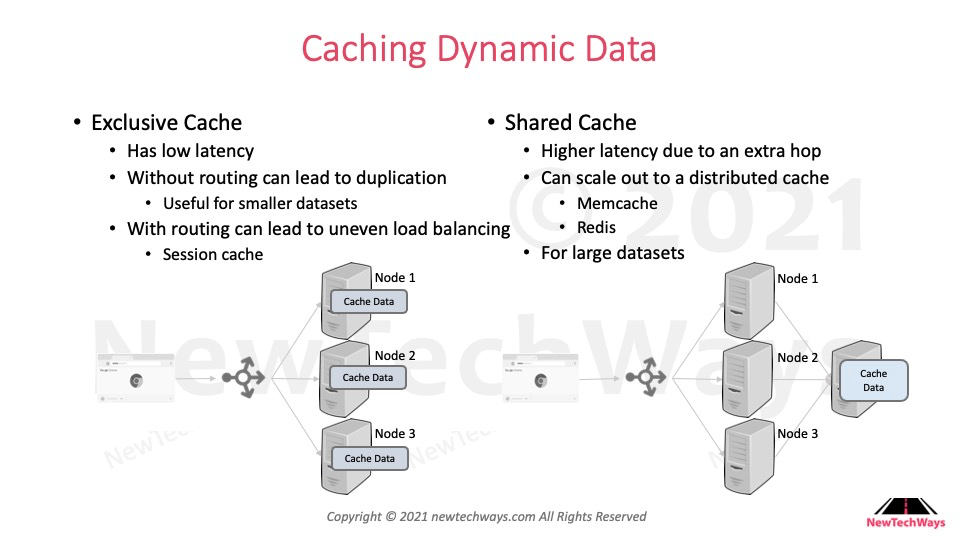 Caching Dynamic Data
• Exclusive Cache
• Has low latency
• Without routing can lead to duplication
• Useful for smaller datasets
• With routing can lead to uneven load balancing
• Session cache
• Shared Cache
• Higher latency due to an extra hop
• Can scale out to a distributed cache
• Memcache
• Redis
• For large datasets
© 2021
NewTechWays
Node 1
Cache Data
Node 2
Cache Data
Node 3
Cache Data
Node 1
Node 2
Cache
Data
Node 3
Copyright © 2021 newtechways.com All Rights Reserved
NewTechWays